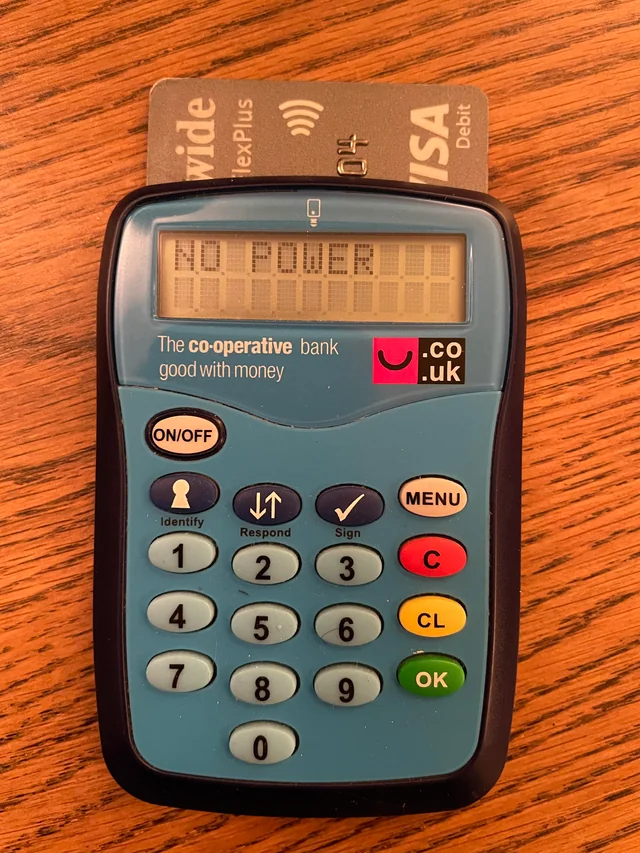 wide
lexPlus
04
VISA
Debit
NO POWER
The co-operative bank
good with money
.co
.uk
ON/OFF
Identify
Respond
Sign
MENU
1
2
3
C
4
5
6
CL
7
8
9
OK
0